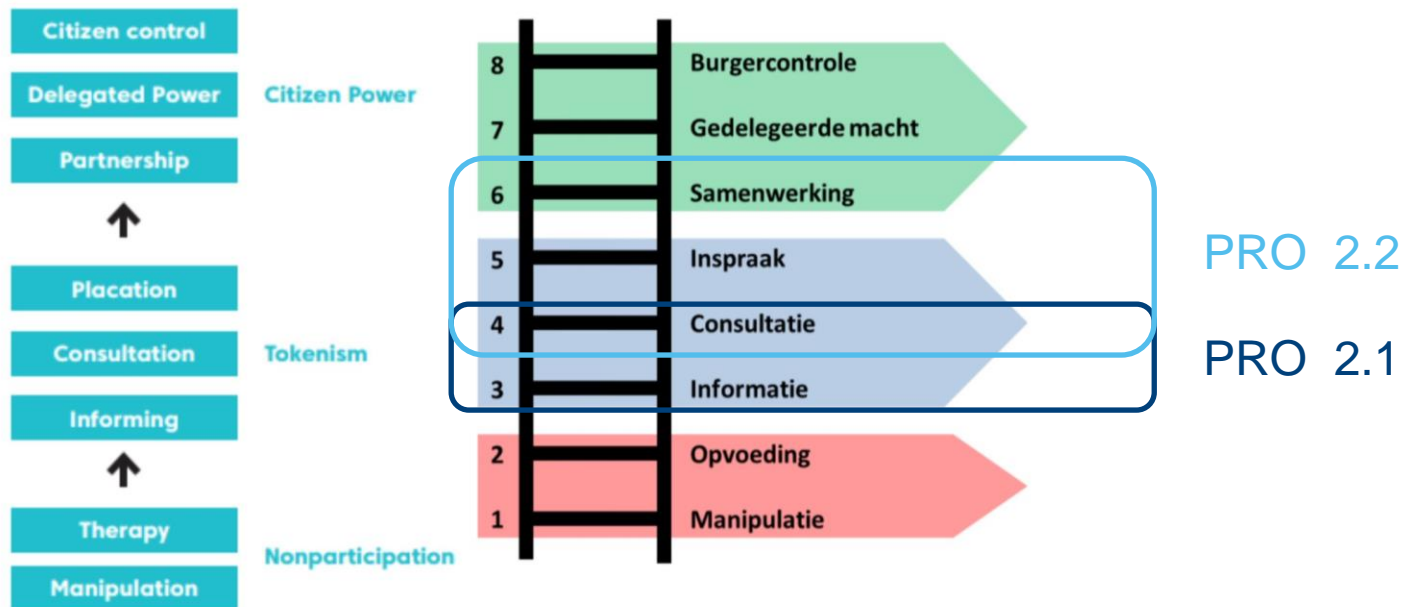 Citizen control
Delegated Power
Citizen Power
Partnership
Placation
Consultation
Tokenism
Informing
Therapy
Nonparticipation
Manipulation
8 Burgercontrole
7 Gedelegeerde macht
6 Samenwerking
5 Inspraak
4 Consultatie
3 Informatie
2 Opvoeding
1 Manipulatie
PRO 2.2
PRO 2.1